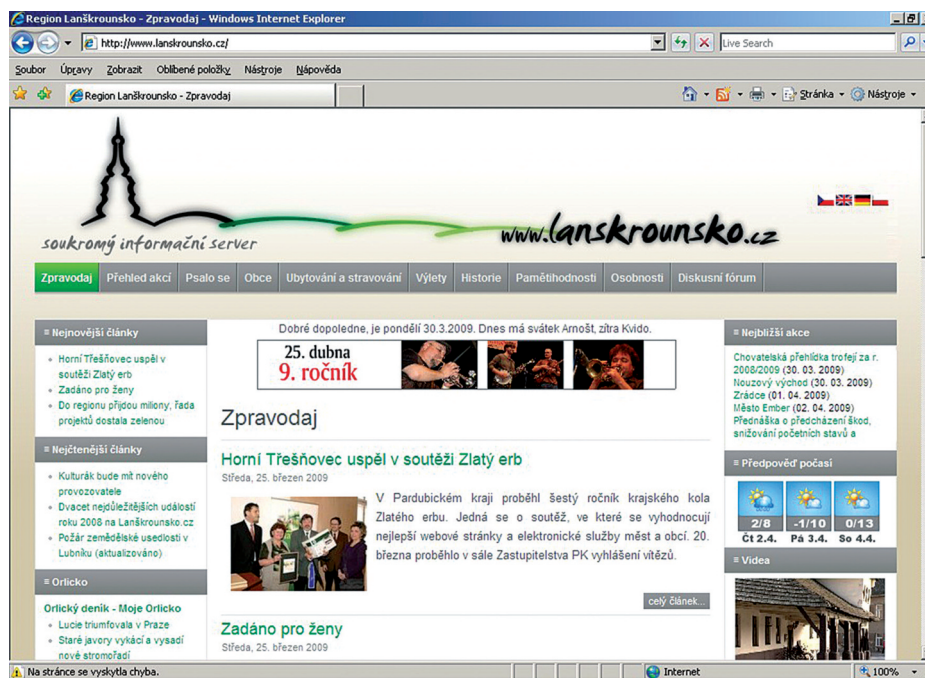 Region Lanškrounsko - Zpravodaj - Windows Internet Explorer
http://www.lanskrounsko.cz/
Live Search
Soubor Úpravy Zobrazit Oblíbené položky Nástroje Nápověda
Region Lanškrounsko - Zpravodaj
Stránka Nástroje
soukromý informační server
www.lanskrounsko.cz
Zpravodaj Přehled akcí Psalo se Obce Ubytování a stravování Výlety Historie Pamětihodnosti Osobnosti Diskusní fórum
Nejnovější články
Horní Třešňovec uspěl v
soutěži Zlatý erb
Zadáno pro ženy
Do regionu přijdou miliony, řada
projektů dostala zelenou
Nejčtenější články
Kulturák bude mít nového
provozovatele
Dvacet nejdůležitějších událostí
roku 2008 na Lanškrounsko.cz
Požár zemědělské usedlosti v
Lubníku (aktualizováno)
Orlicko
Orlický deník - Moje Orlicko
Lucie triumfovala v Praze
Staré javory vykácí a vysadí
nové stromořadí
Dobré dopoledne, je pondělí 30.3.2009. Dnes má svátek Arnošt, zítra Kvido.
25. dubna
9. ročník
Zpravodaj
Horní Třešňovec uspěl v soutěži Zlatý erb
Středa, 25. březen 2009
V Pardubickém kraji proběhl šestý ročník krajského kola
Zlatého erbu. Jedná se o soutěž, ve které se vyhodnocují
nejlepší webové stránky a elektronické služby měst a obcí. 20.
března proběhlo v sále Zastupitelstva PK vyhlášení vítězů.
celý článek...
Zadáno pro ženy
Středa, 25. březen 2009
Nejbližší akce
Chovatelská přehlídka trofejí za r.
2008/2009 (30. 03. 2009)
Nouzový východ (30. 03. 2009)
Zrádce (01. 04. 2009)
Město Ember (02. 04. 2009)
Přednáška o předcházení škod,
snižování početních stavů a
Předpověď počasí
2/8 -1/10 0/13
Čt 2.4. Pá 3.4. So 4.4.
Videa
Na stránce se vyskytla chyba.
Internet
100%